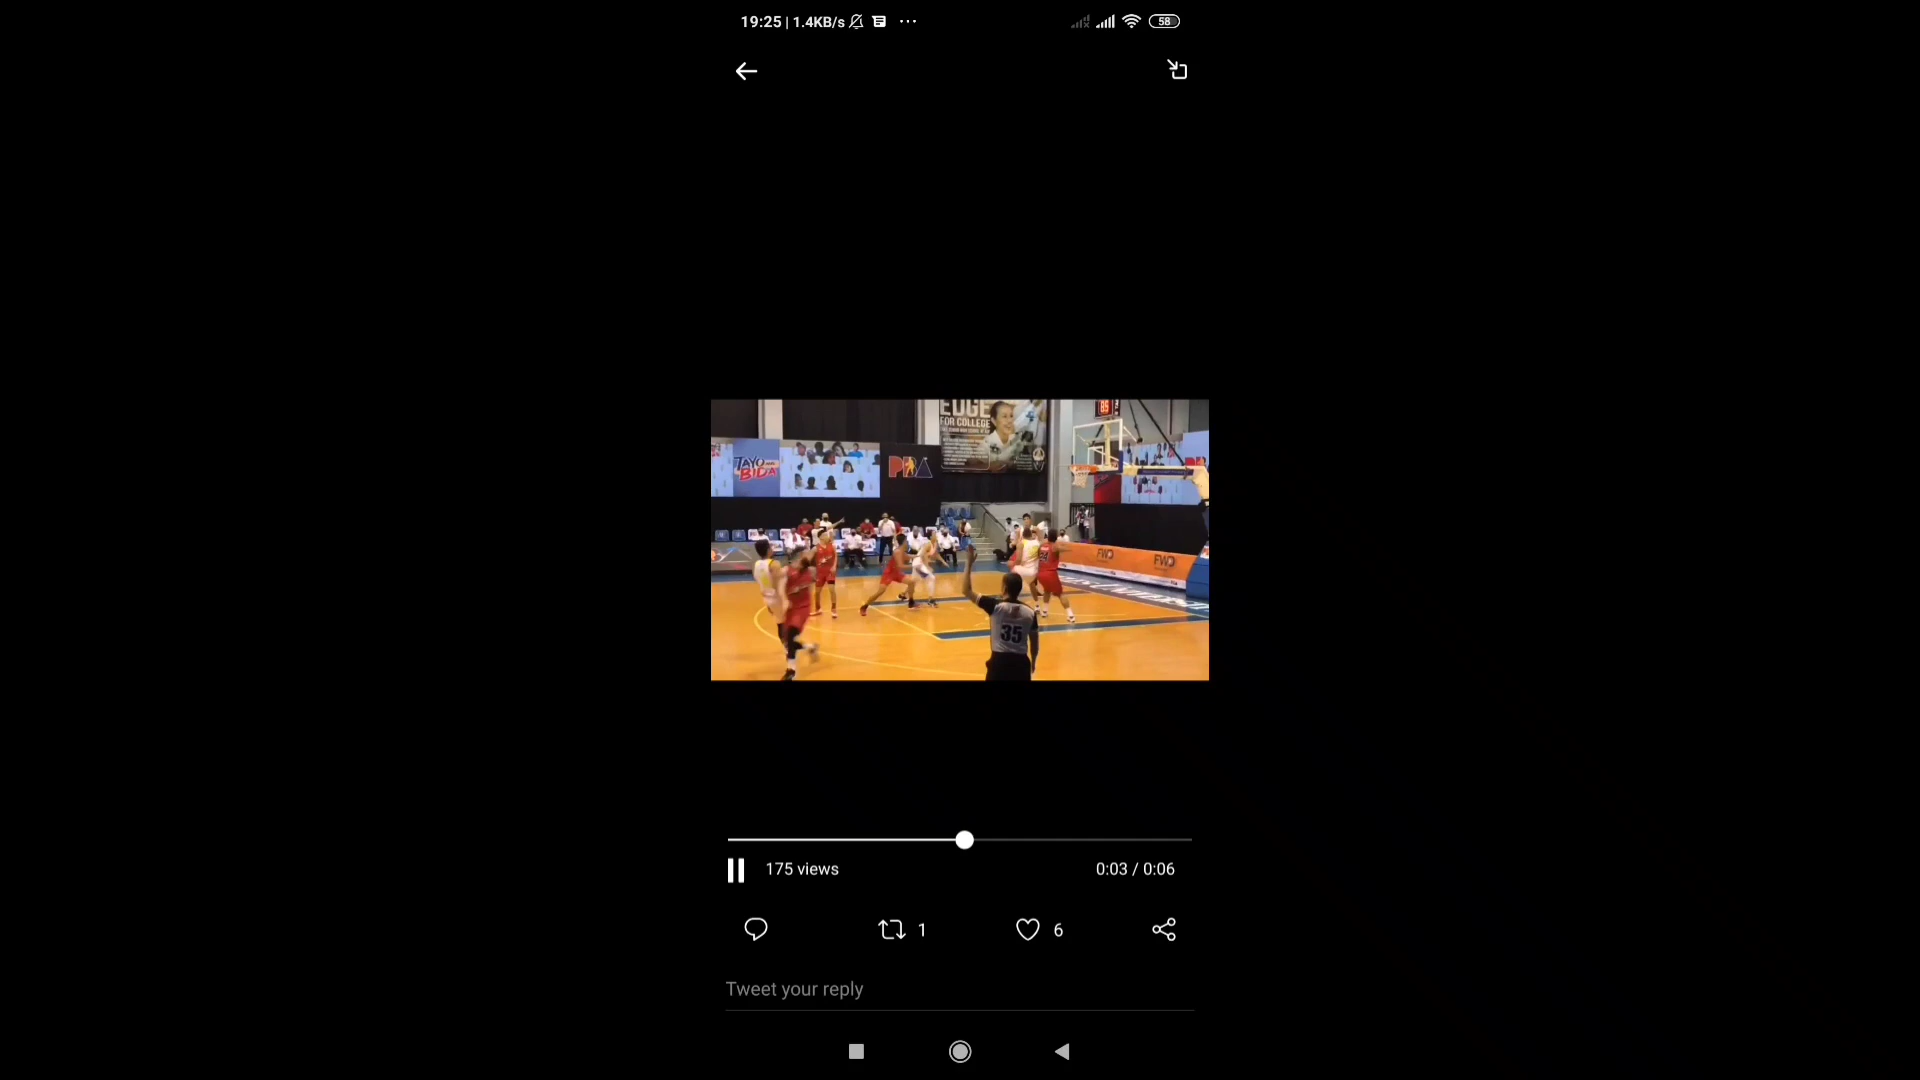 19:25 | 1.4KB/s
58
EDGE
FOR COLLEGE
85
TAYO
BIDA
PBA
FWD
FWD
35
175 views
0:03 / 0:06
1
6
Tweet your reply